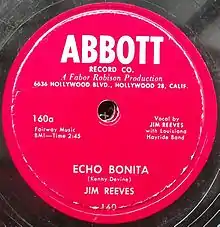 ABBOTT
RECORD CO.
A Fabor Robison Production
6636 HOLLYWOOD BLVD., HOLLYWOOD 28, CALIF.
160a
Fairway Music
BMI—Time 2:45
Vocal by
JIM REEVES
with Louisiana
Hayride Band
ECHO BONITA
(Kenny Devine)
JIM REEVES
160